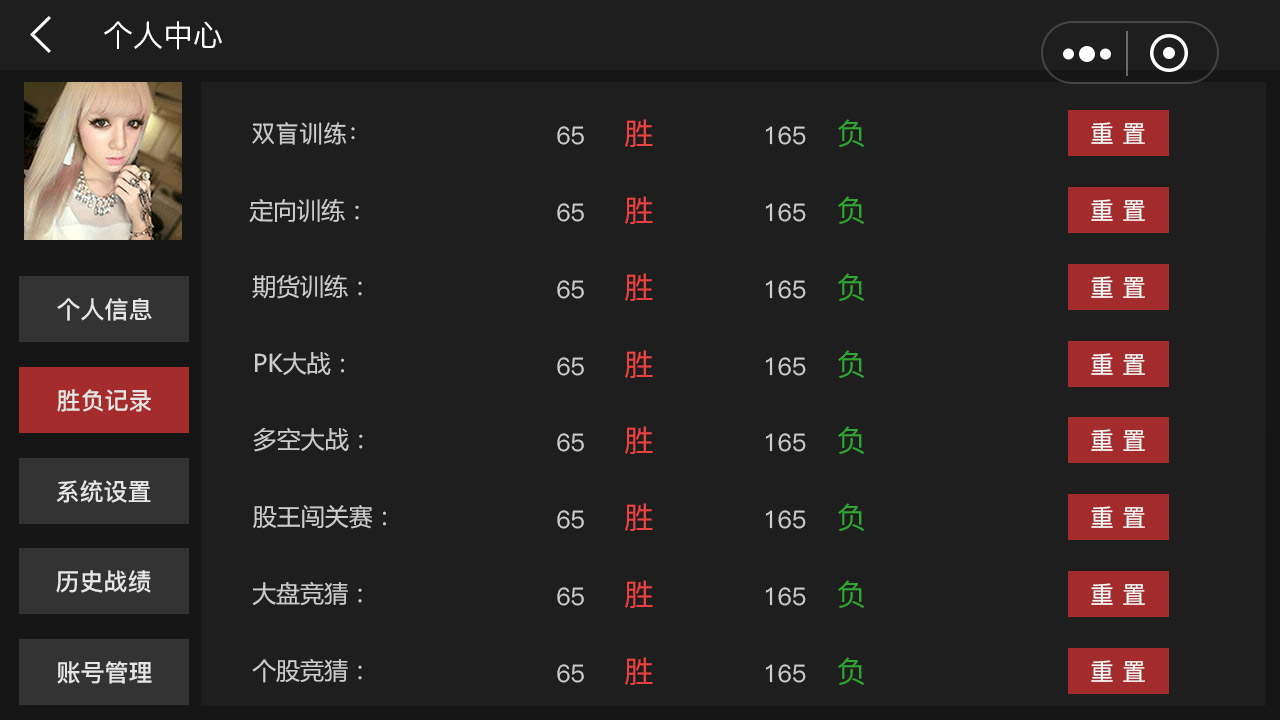 个人中心
个人信息
胜负记录
系统设置
历史战绩
账号管理
双盲训练： 65 胜 165 负 重置
定向训练： 65 胜 165 负 重置
期货训练： 65 胜 165 负 重置
PK大战： 65 胜 165 负 重置
多空大战： 65 胜 165 负 重置
股王闯关赛： 65 胜 165 负 重置
大盘竞猜： 65 胜 165 负 重置
个股竞猜： 65 胜 165 负 重置